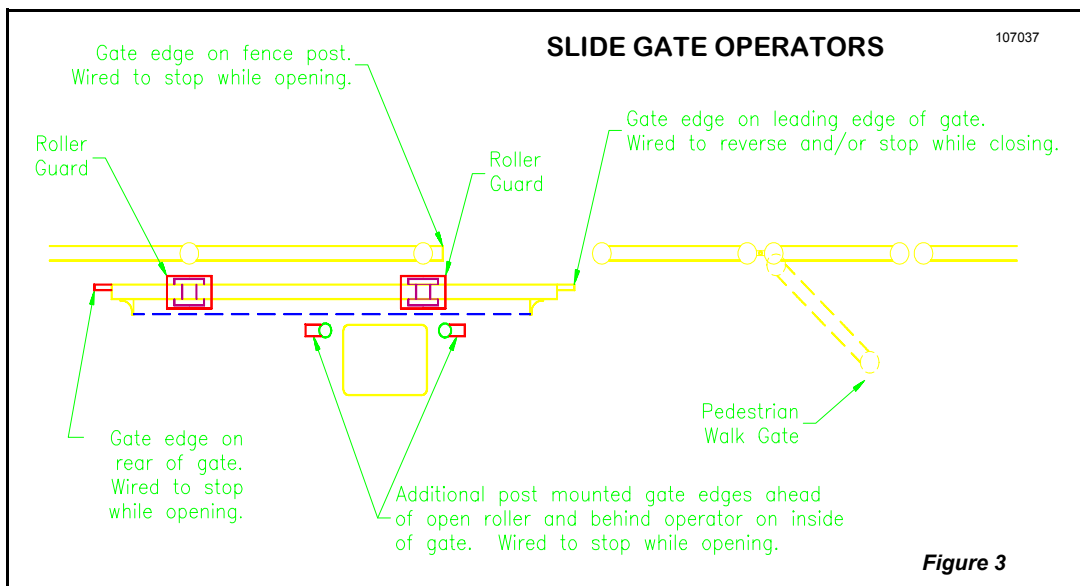 SLIDE GATE OPERATORS
107037
Gate edge on fence post.
Wired to stop while opening.
Gate edge on leading edge of gate.
Wired to reverse and/or stop while closing.
Roller
Guard
Roller
Guard
Pedestrian
Walk Gate
Gate edge on
rear of gate.
Wired to stop
while opening.
Additional post mounted gate edges ahead
of open roller and behind operator on inside
of gate. Wired to stop while opening.
Figure 3